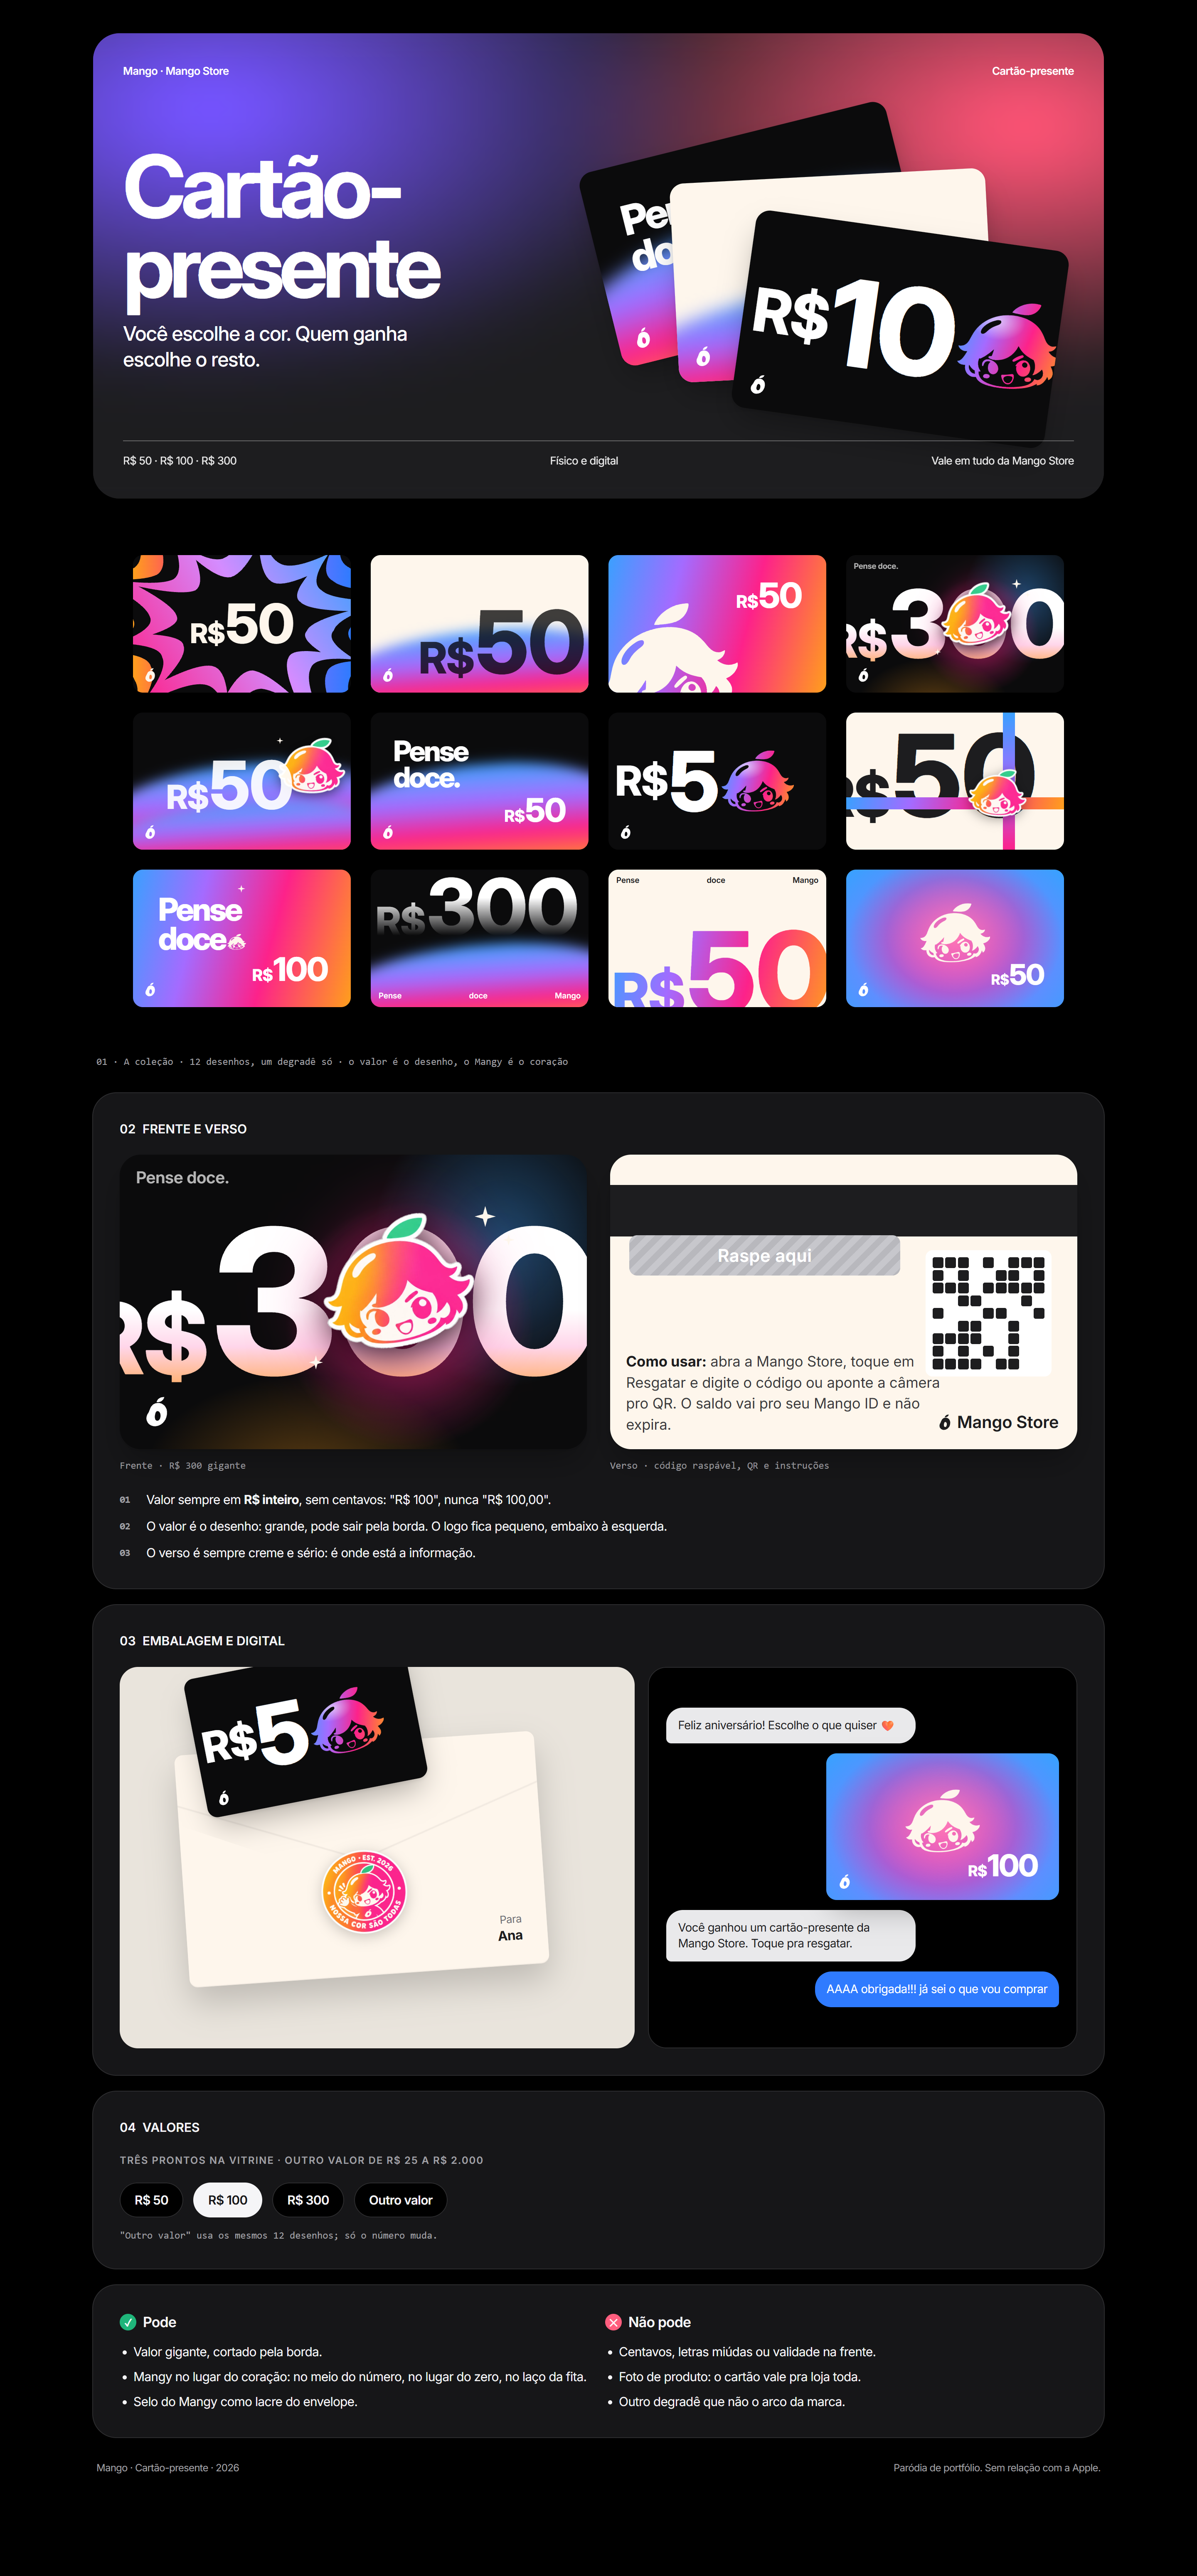 Mango · Mango Store
Cartão-presente
Cartão-
presente
Você escolhe a cor. Quem ganha
escolhe o resto.
Pe
do
R$10
R$ 50 · R$ 100 · R$ 300
Físico e digital
Vale em tudo da Mango Store
R$50
R$50
R$50
Pense doce.
R$300
R$50
Pense
doce.
R$50
R$5
R$50
Pense
doce
R$100
R$300
Pense doce Mango
Pense doce Mango
R$50
R$50
01 · A coleção · 12 desenhos, um degradê só · o valor é o desenho, o Mangy é o coração
02 FRENTE E VERSO
Pense doce.
R$300
Raspe aqui
Como usar: abra a Mango Store, toque em
Resgatar e digite o código ou aponte a câmera
pro QR. O saldo vai pro seu Mango ID e não
expira.
Mango Store
Frente · R$ 300 gigante
Verso · código raspável, QR e instruções
01 Valor sempre em R$ inteiro, sem centavos: "R$ 100", nunca "R$ 100,00".
02 O valor é o desenho: grande, pode sair pela borda. O logo fica pequeno, embaixo à esquerda.
03 O verso é sempre creme e sério: é onde está a informação.
03 EMBALAGEM E DIGITAL
R$5
MANGO · EST. 2026
NOSSA COR SÃO TODAS
Para
Ana
Feliz aniversário! Escolhe o que quiser 🧡
R$100
Você ganhou um cartão-presente da
Mango Store. Toque pra resgatar.
AAAA obrigada!!! já sei o que vou comprar
04 VALORES
TRÊS PRONTOS NA VITRINE · OUTRO VALOR DE R$ 25 A R$ 2.000
R$ 50
R$ 100
R$ 300
Outro valor
"Outro valor" usa os mesmos 12 desenhos; só o número muda.
Pode
• Valor gigante, cortado pela borda.
• Mangy no lugar do coração: no meio do número, no lugar do zero, no laço da fita.
• Selo do Mangy como lacre do envelope.
Não pode
• Centavos, letras miúdas ou validade na frente.
• Foto de produto: o cartão vale pra loja toda.
• Outro degradê que não o arco da marca.
Mango · Cartão-presente · 2026
Paródia de portfólio. Sem relação com a Apple.